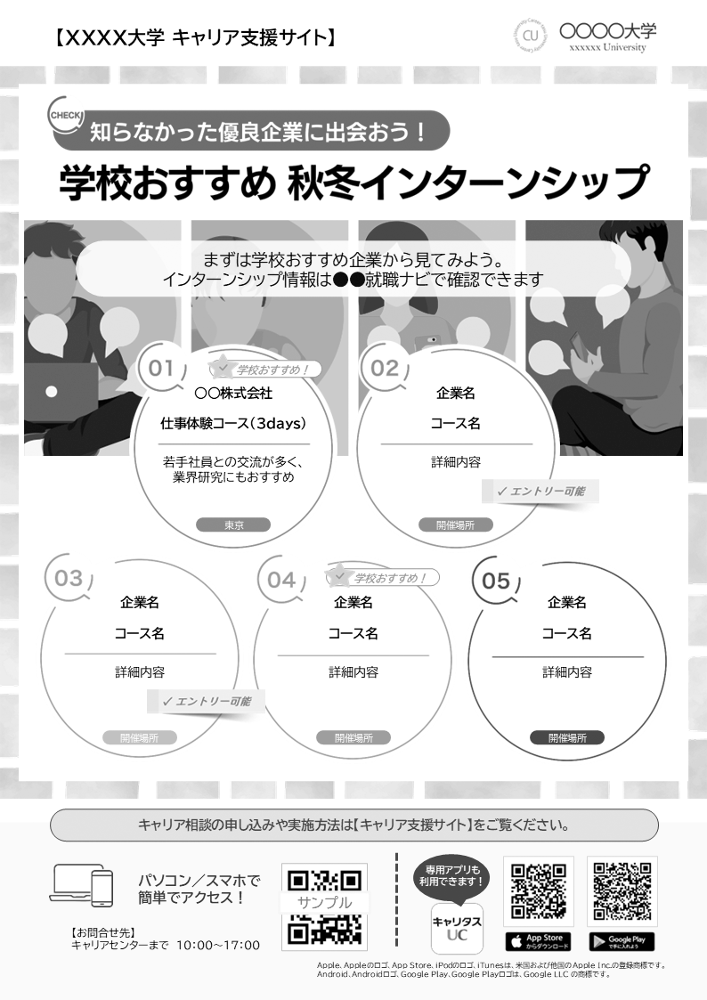 【XXXX大学 キャリア支援サイト】
CU
〇〇〇〇大学
xxxxxx University
CHECK
知らなかった優良企業に出会おう！
学校おすすめ 秋冬インターンシップ
まずは学校おすすめ企業から見てみよう。
インターンシップ情報は●●就職ナビで確認できます
01
学校おすすめ！
〇〇株式会社
仕事体験コース（3days）
若手社員との交流が多く、
業界研究にもおすすめ
東京
02
企業名
コース名
詳細内容
✓ エントリー可能
開催場所
03
企業名
コース名
詳細内容
✓ エントリー可能
開催場所
04
学校おすすめ！
企業名
コース名
詳細内容
開催場所
05
企業名
コース名
詳細内容
開催場所
キャリア相談の申し込みや実施方法は【キャリア支援サイト】をご覧ください。
パソコン／スマホで
簡単でアクセス！
サンプル
【お問合せ先】
キャリアセンターまで 10：00～17：00
専用アプリも
利用できます！
キャリタス
UC
App Store
からダウンロード
Google Play
で手に入れよう
Apple、Appleのロゴ、App Store、iPodのロゴ、iTunesは、米国および他国のApple Inc.の登録商標です。
Android、Androidロゴ、Google Play、Google Playロゴは、Google LLC の商標です。